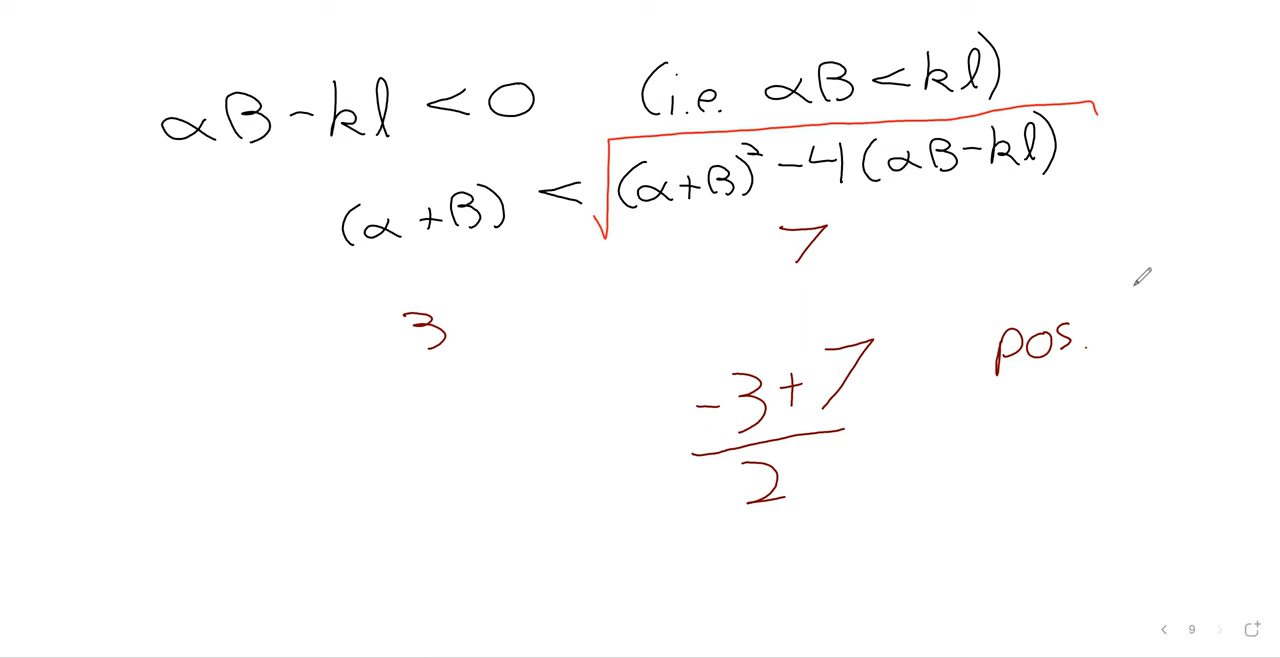 αβ - kl < 0 (i.e. αβ < kl)
(α + β) < √((α+β)² - 4(αβ - kl))
7
3
pos.
-3 + 7
2
9